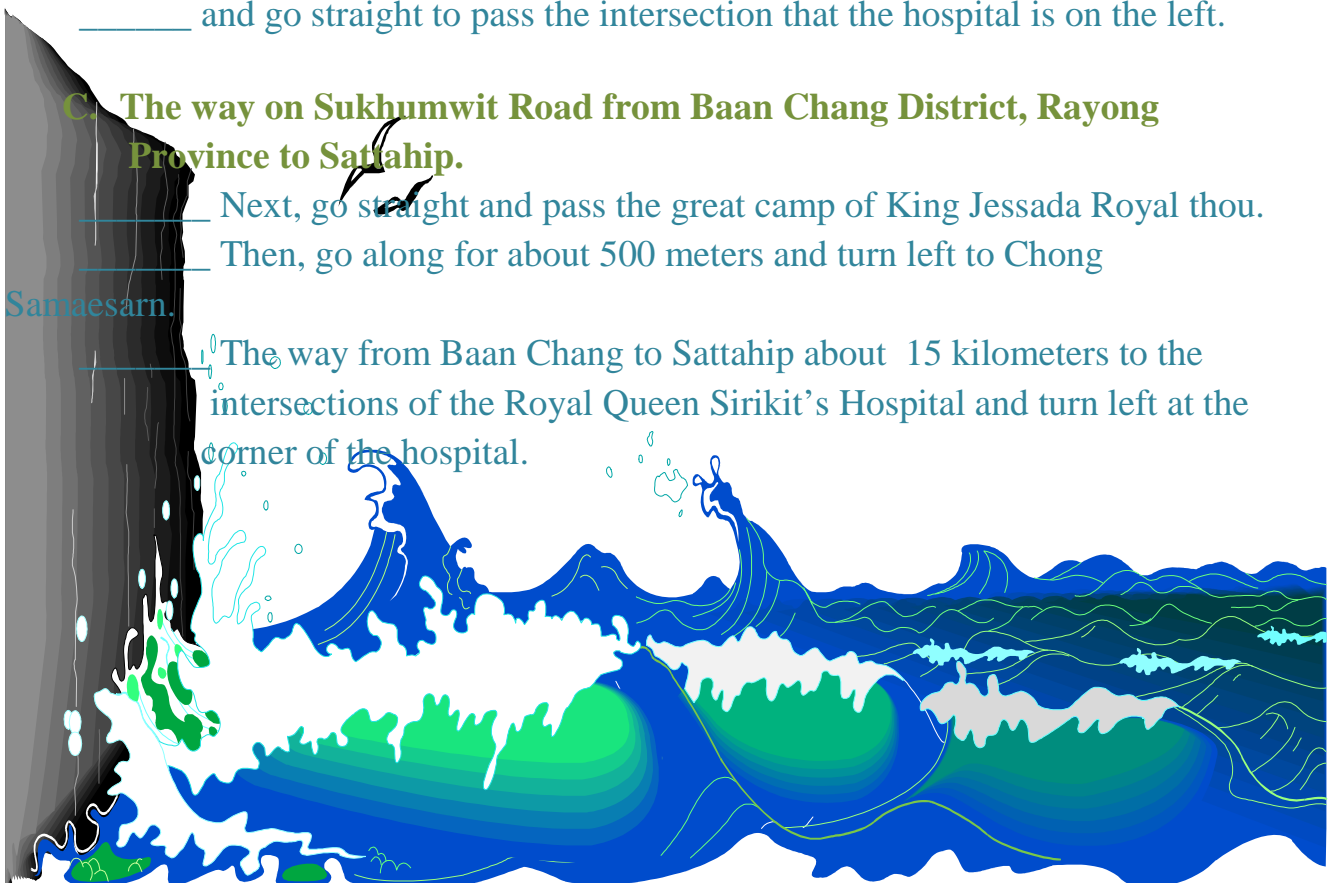 ______ and go straight to pass the intersection that the hospital is on the left.
C. The way on Sukhumwit Road from Baan Chang District, Rayong
Province to Sattahip.
_______ Next, go straight and pass the great camp of King Jessada Royal thou.
_______ Then, go along for about 500 meters and turn left to Chong
Samaesarn.
_______ The way from Baan Chang to Sattahip about 15 kilometers to the
intersections of the Royal Queen Sirikit’s Hospital and turn left at the
corner of the hospital.